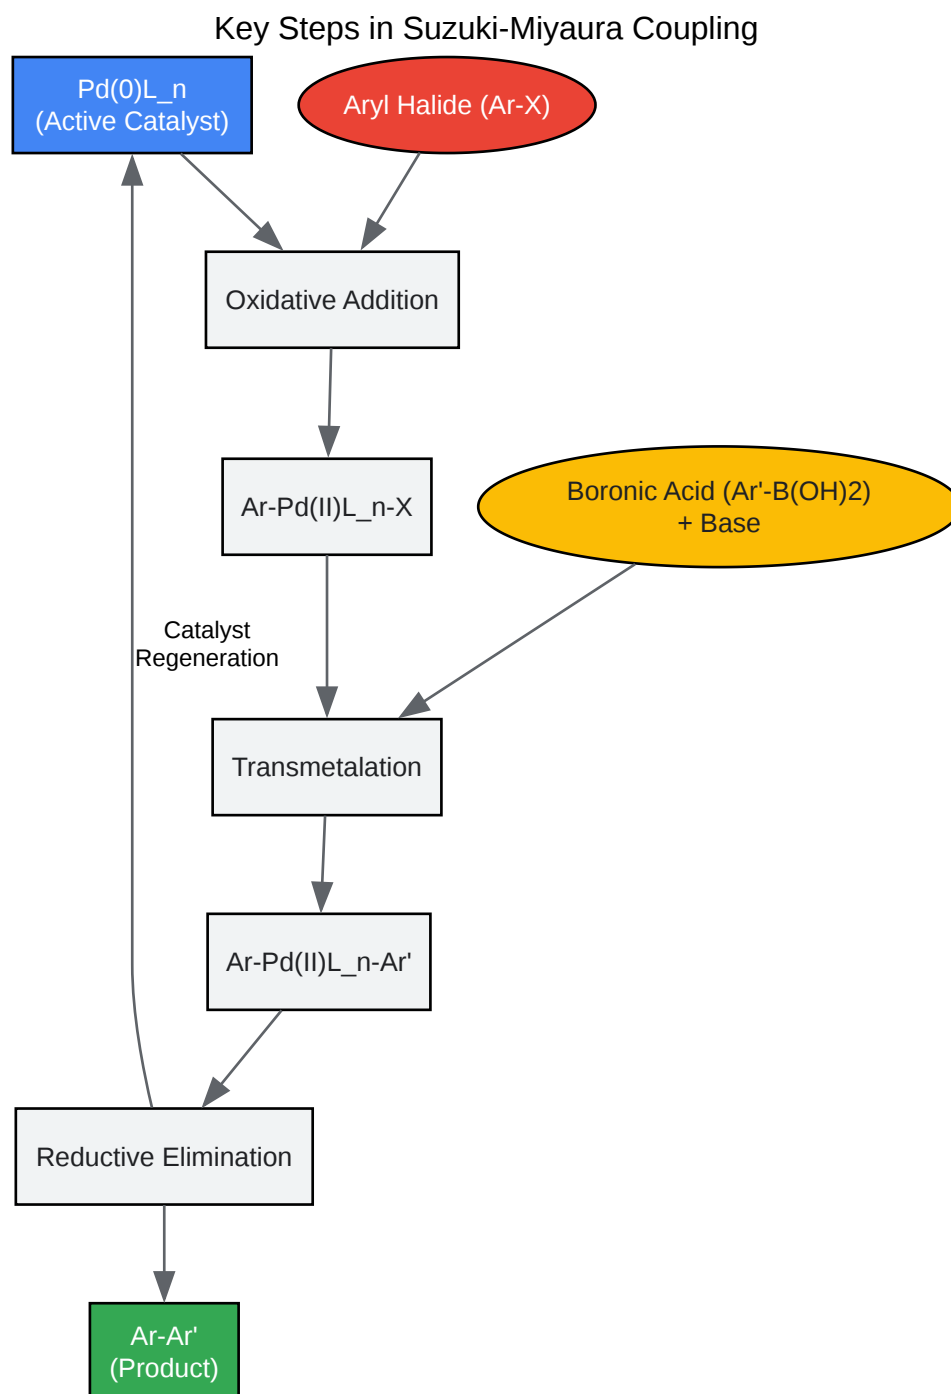 Key Steps in Suzuki-Miyaura Coupling
Pd(0)L_n
(Active Catalyst)
Aryl Halide (Ar-X)
Oxidative Addition
Ar-Pd(II)L_n-X
Boronic Acid (Ar'-B(OH)2)
+ Base
Catalyst
Regeneration
Transmetalation
Ar-Pd(II)L_n-Ar'
Reductive Elimination
Ar-Ar'
(Product)